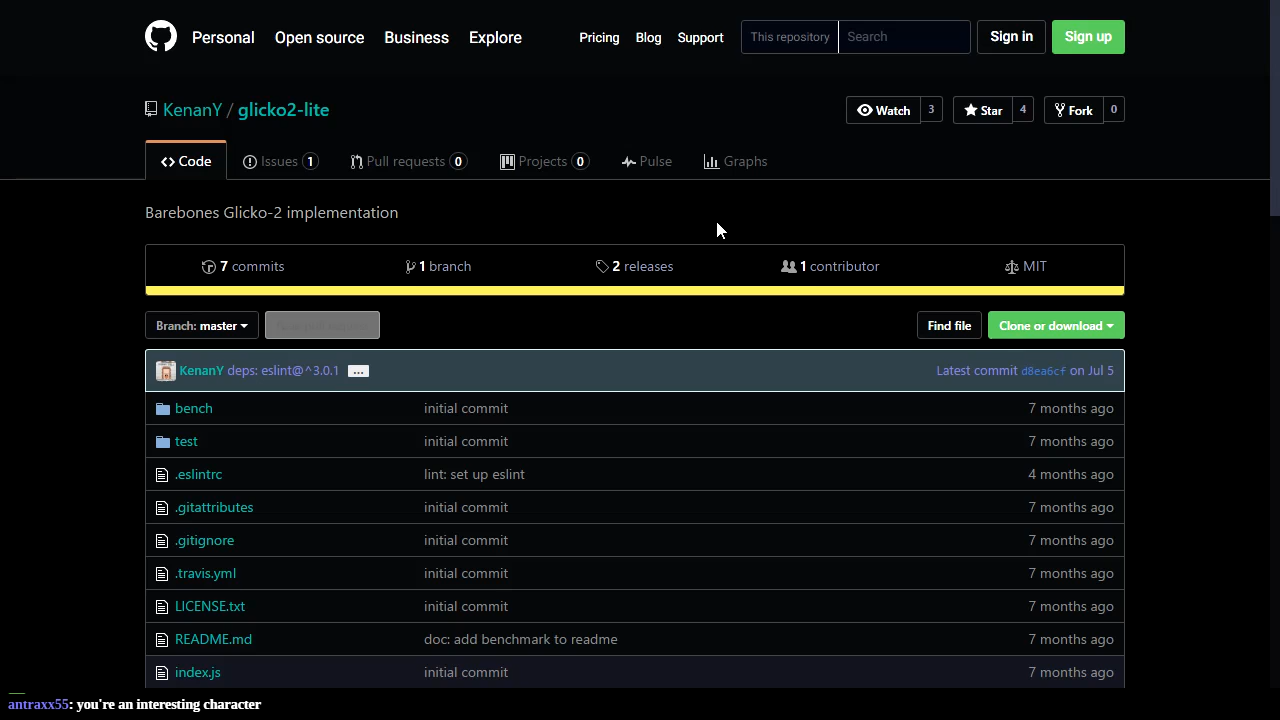 Personal Open source Business Explore Pricing Blog Support This repository Search Sign in Sign up
KenanY / glicko2-lite Watch 3 Star 4 Fork 0
Code Issues 1 Pull requests 0 Projects 0 Pulse Graphs
Barebones Glicko-2 implementation
7 commits 1 branch 2 releases 1 contributor MIT
Branch: master Find file Clone or download
KenanY deps: eslint@^3.0.1 ... Latest commit d8ea6cf on Jul 5
bench initial commit 7 months ago
test initial commit 7 months ago
.eslintrc lint: set up eslint 4 months ago
.gitattributes initial commit 7 months ago
.gitignore initial commit 7 months ago
.travis.yml initial commit 7 months ago
LICENSE.txt initial commit 7 months ago
README.md doc: add benchmark to readme 7 months ago
index.js initial commit 7 months ago
antraxx55: you're an interesting character